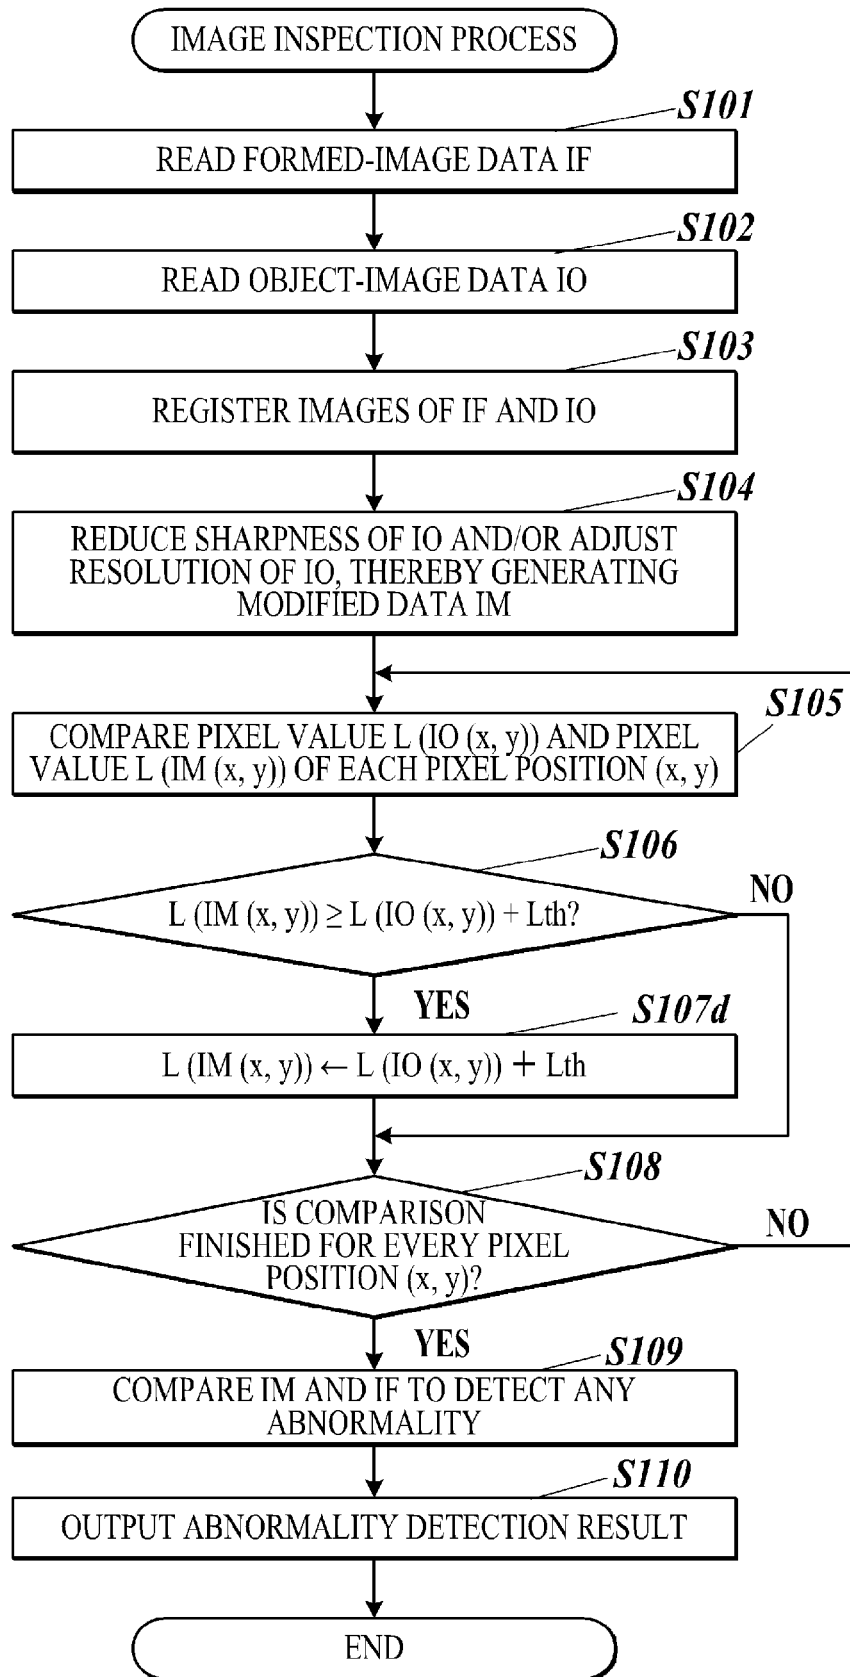 IMAGE INSPECTION PROCESS
S101
READ FORMED-IMAGE DATA IF
S102
READ OBJECT-IMAGE DATA IO
S103
REGISTER IMAGES OF IF AND IO
S104
REDUCE SHARPNESS OF IO AND/OR ADJUST
RESOLUTION OF IO, THEREBY GENERATING
MODIFIED DATA IM
S105
COMPARE PIXEL VALUE L (IO (x, y)) AND PIXEL
VALUE L (IM (x, y)) OF EACH PIXEL POSITION (x, y)
S106
L (IM (x, y)) ≥ L (IO (x, y)) + Lth?
NO
YES
S107d
L (IM (x, y)) ← L (IO (x, y)) + Lth
S108
IS COMPARISON
FINISHED FOR EVERY PIXEL
POSITION (x, y)?
NO
YES
S109
COMPARE IM AND IF TO DETECT ANY
ABNORMALITY
S110
OUTPUT ABNORMALITY DETECTION RESULT
END